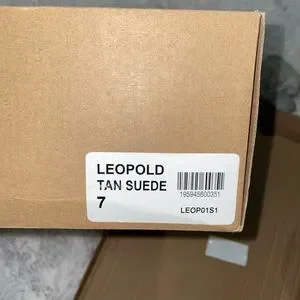 LEOPOLD
TAN SUEDE
7
195945600351
LEOP01S1